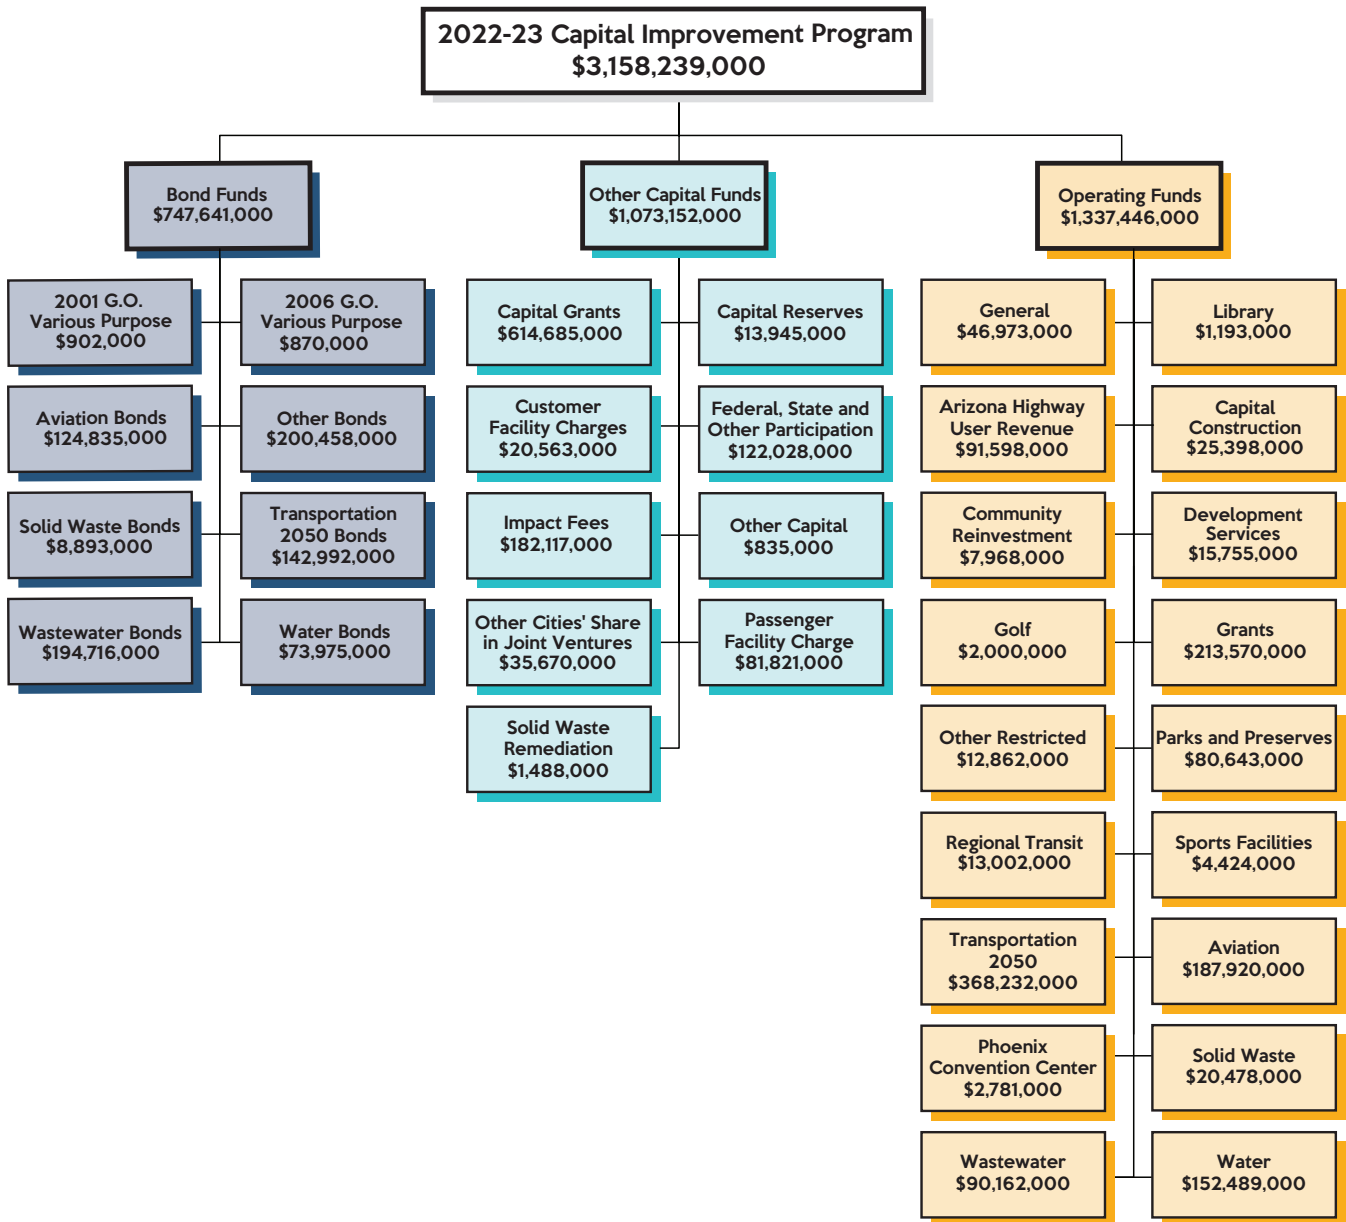 2022-23 Capital Improvement Program
$3,158,239,000
Bond Funds
$747,641,000
2001 G.O.
Various Purpose
$902,000
2006 G.O.
Various Purpose
$870,000
Aviation Bonds
$124,835,000
Other Bonds
$200,458,000
Solid Waste Bonds
$8,893,000
Transportation
2050 Bonds
$142,992,000
Wastewater Bonds
$194,716,000
Water Bonds
$73,975,000
Other Capital Funds
$1,073,152,000
Capital Grants
$614,685,000
Capital Reserves
$13,945,000
Customer
Facility Charges
$20,563,000
Federal, State and
Other Participation
$122,028,000
Impact Fees
$182,117,000
Other Capital
$835,000
Other Cities' Share
in Joint Ventures
$35,670,000
Passenger
Facility Charge
$81,821,000
Solid Waste
Remediation
$1,488,000
Operating Funds
$1,337,446,000
General
$46,973,000
Library
$1,193,000
Arizona Highway
User Revenue
$91,598,000
Capital
Construction
$25,398,000
Community
Reinvestment
$7,968,000
Development
Services
$15,755,000
Golf
$2,000,000
Grants
$213,570,000
Other Restricted
$12,862,000
Parks and Preserves
$80,643,000
Regional Transit
$13,002,000
Sports Facilities
$4,424,000
Transportation
2050
$368,232,000
Aviation
$187,920,000
Phoenix
Convention Center
$2,781,000
Solid Waste
$20,478,000
Wastewater
$90,162,000
Water
$152,489,000